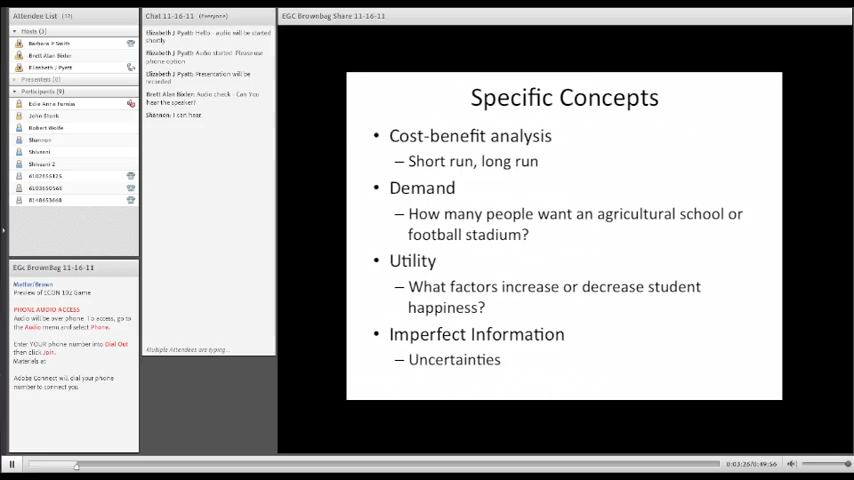 Attendee List (12)
Hosts (3)
Barbara P Smith
Brett Alan Bixler
Elizabeth J Pyatt
Presenters (0)
Participants (9)
Edie Anne Furniss
John Stank
Robert Wolfe
Shannon
Shivaani
Shivaani 2
Chat 11-16-11 (Everyone)
Elizabeth J Pyatt: Hello - audio will be started
shortly
Elizabeth J Pyatt: Audio started. Please use
phone option
Elizabeth J Pyatt: Presentation will be
recorded
Brett Alan Bixler: Audio check - Can You
hear the speaker?
Shannon: I can hear
Multiple Attendees are typing...
EGc BrownBag 11-16-11
Matter/Brown
Preview of ECON 102 Game
PHONE AUDIO ACCESS
Audio will be over phone. To access, go to
the Audio menu and select Phone.
Enter YOUR phone number into Dial Out
then click Join.
Materials at
Adobe Connect will dial your phone
number to connect you.
EGC Brownbag Share 11-16-11
Specific Concepts
• Cost-benefit analysis
– Short run, long run
• Demand
– How many people want an agricultural school or
football stadium?
• Utility
– What factors increase or decrease student
happiness?
• Imperfect Information
– Uncertainties
0:03:26/0:49:56